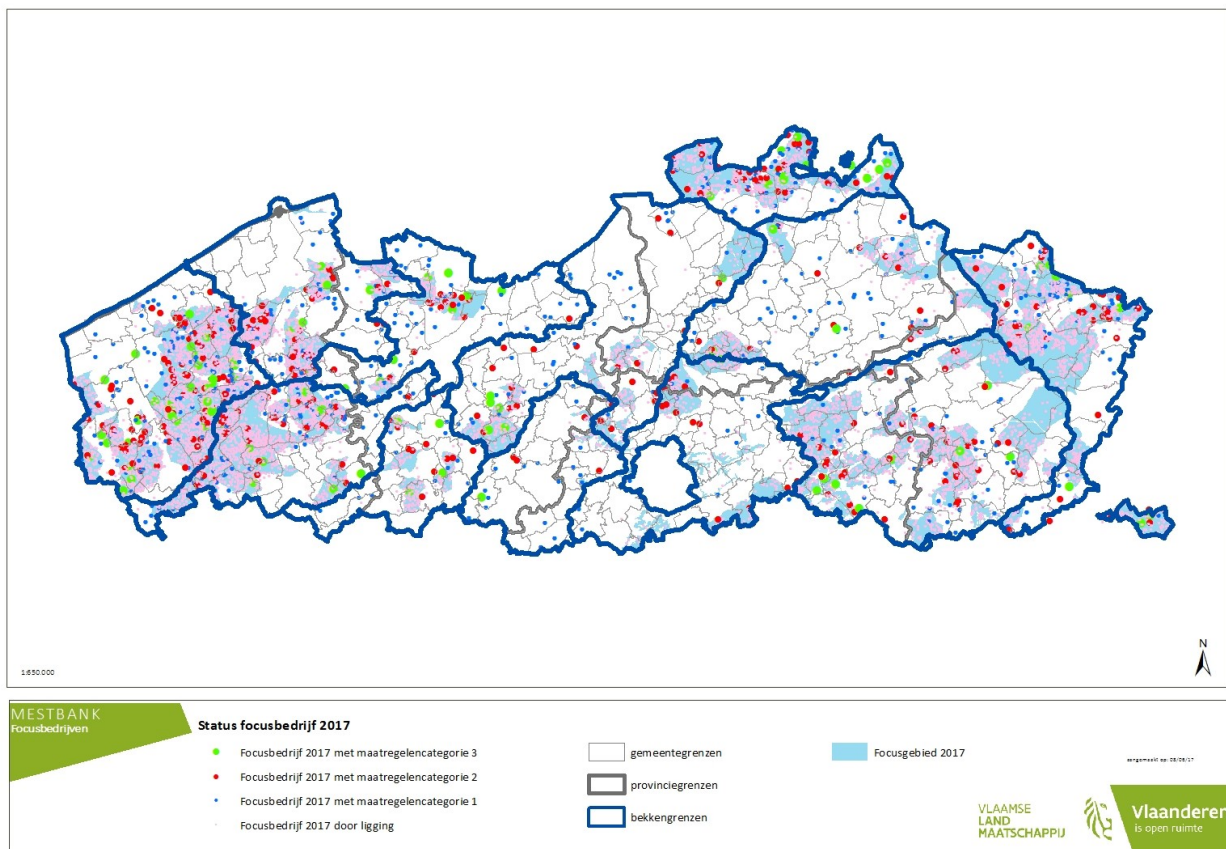 N
1:650.000
MESTBANK
Focusbedrijven
Status focusbedrijf 2017
Focusbedrijf 2017 met maatregelencategorie 3
Focusbedrijf 2017 met maatregelencategorie 2
Focusbedrijf 2017 met maatregelencategorie 1
Focusbedrijf 2017 door ligging
gemeentegrenzen
provinciegrenzen
bekkengrenzen
Focusgebied 2017
aangemaakt op:
VLAAMSE
LAND
MAATSCHAPPIJ
Vlaanderen
is open ruimte